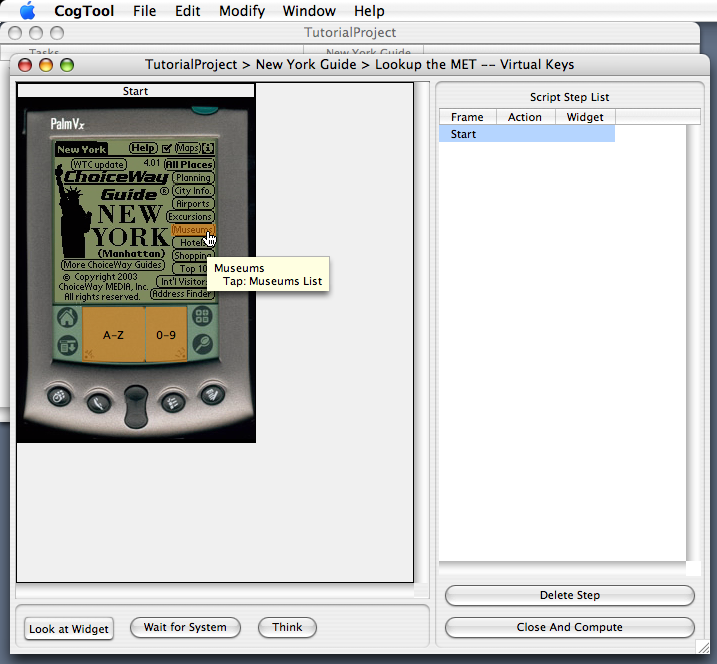 CogTool File Edit Modify Window Help
TutorialProject
Tasks New York Guide
TutorialProject > New York Guide > Lookup the MET -- Virtual Keys
Start
PalmVx
New York Help Maps i
WTC update 4.01 All Places
ChoiceWay Planning
Guide ® City Info.
Airports
NEW Excursions
YORK Museums
(Manhattan) Hotels
Shopping
More ChoiceWay Guides Top 10
© Copyright 2003 Int'l Visitor
ChoiceWay MEDIA, Inc.
All rights reserved. Address Finder
Museums
Tap: Museums List
A-Z 0-9
Script Step List
Frame Action Widget
Start
Delete Step
Look at Widget Wait for System Think
Close And Compute